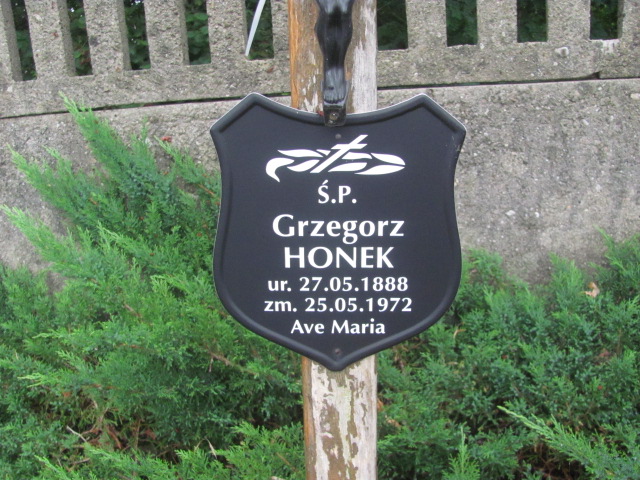 Ś.P.
Grzegorz
HONEK
ur. 27.05.1888
zm. 25.05.1972
Ave Maria